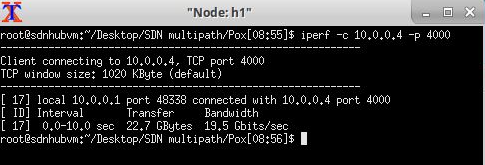 "Node: h1"
root@sdnhubvm:~/Desktop/SDN multipath/Pox[08:55]$ iperf -c 10.0.0.4 -p 4000
------------------------------------------------------------
Client connecting to 10.0.0.4, TCP port 4000
TCP window size: 1020 KByte (default)
------------------------------------------------------------
[ 17] local 10.0.0.1 port 48338 connected with 10.0.0.4 port 4000
[ ID] Interval       Transfer     Bandwidth
[ 17]  0.0-10.0 sec  22.7 GBytes  19.5 Gbits/sec
root@sdnhubvm:~/Desktop/SDN multipath/Pox[08:56]$